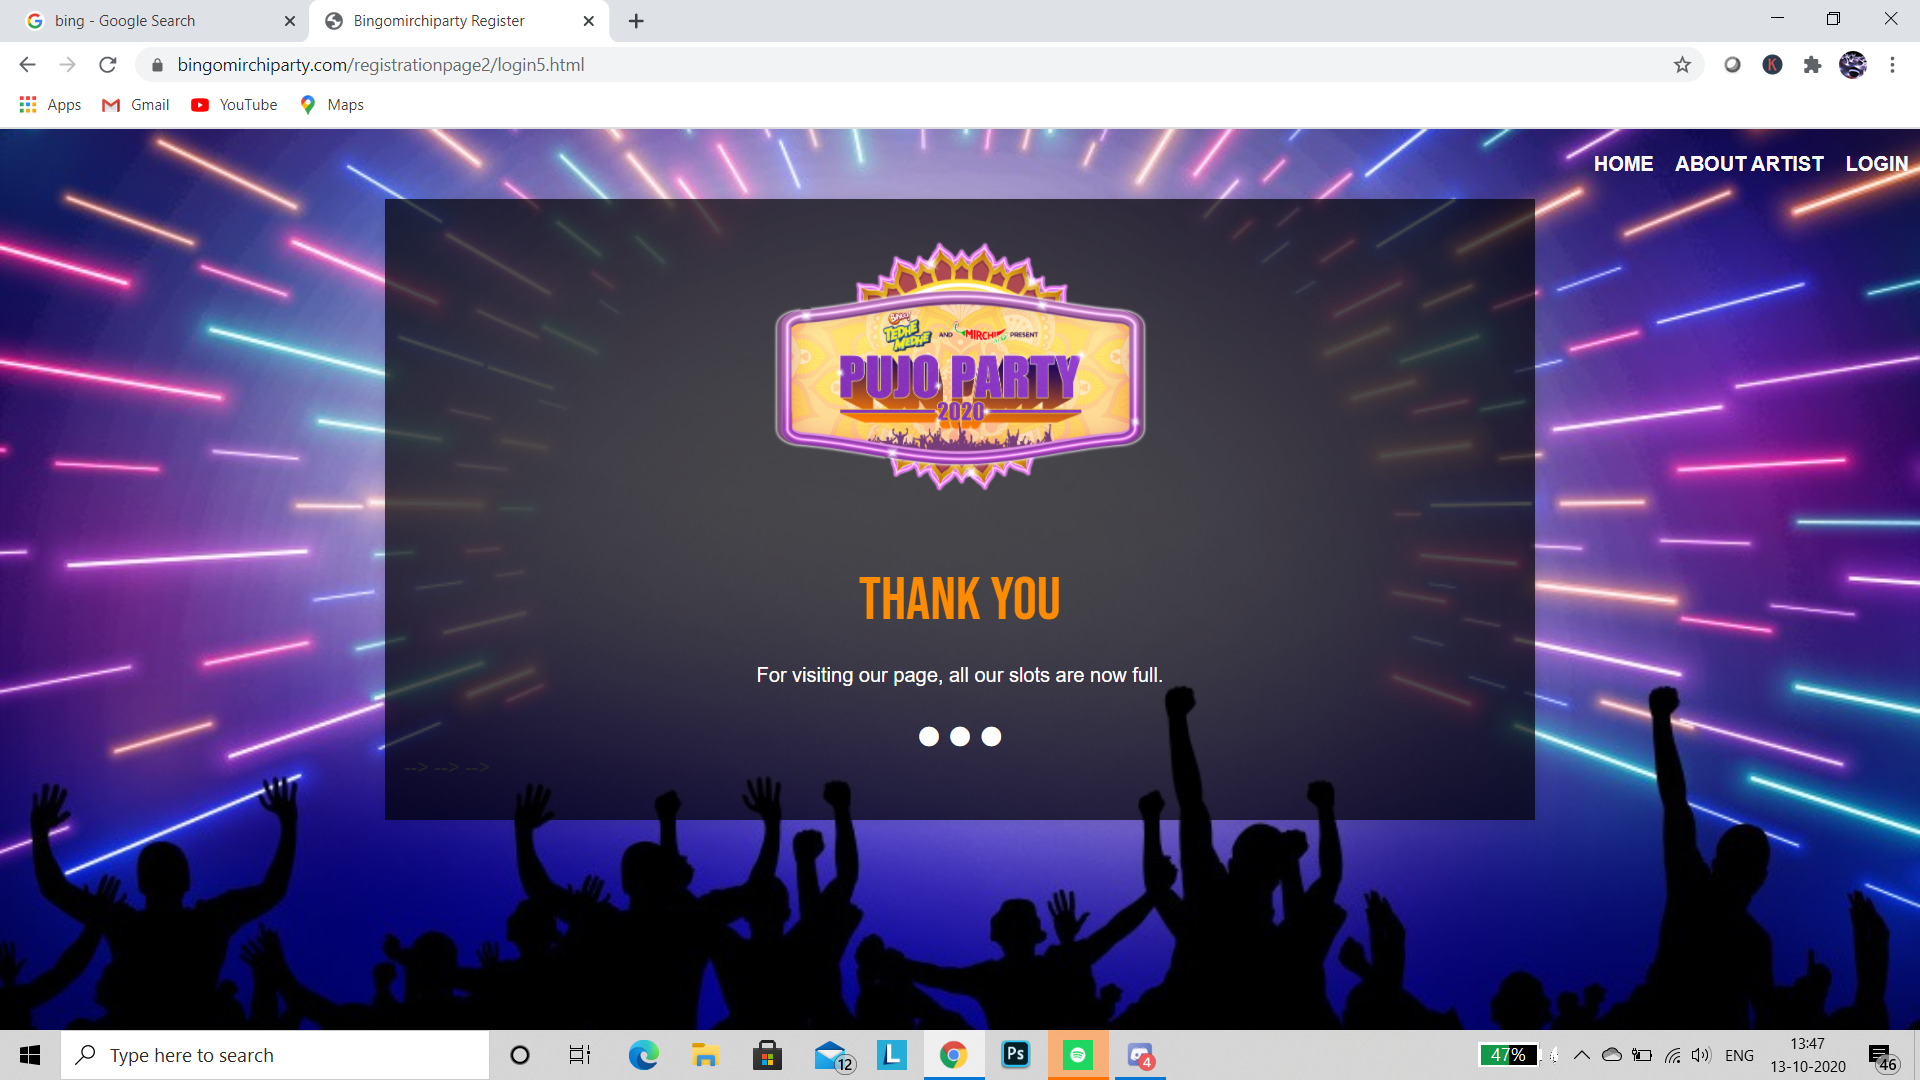 bing - Google Search
Bingomirchiparty Register
bingomirchiparty.com/registrationpage2/login5.html
K
Apps
Gmail
YouTube
Maps
HOME
ABOUT ARTIST
LOGIN
BINGO!
TEDHE
MEDHE
AND
MIRCHI
PRESENT
PUJO PARTY
2020
THANK YOU
For visiting our page, all our slots are now full.
--> --> -->
Type here to search
12
L
Ps
4
47%
ENG
13:47
13-10-2020
46